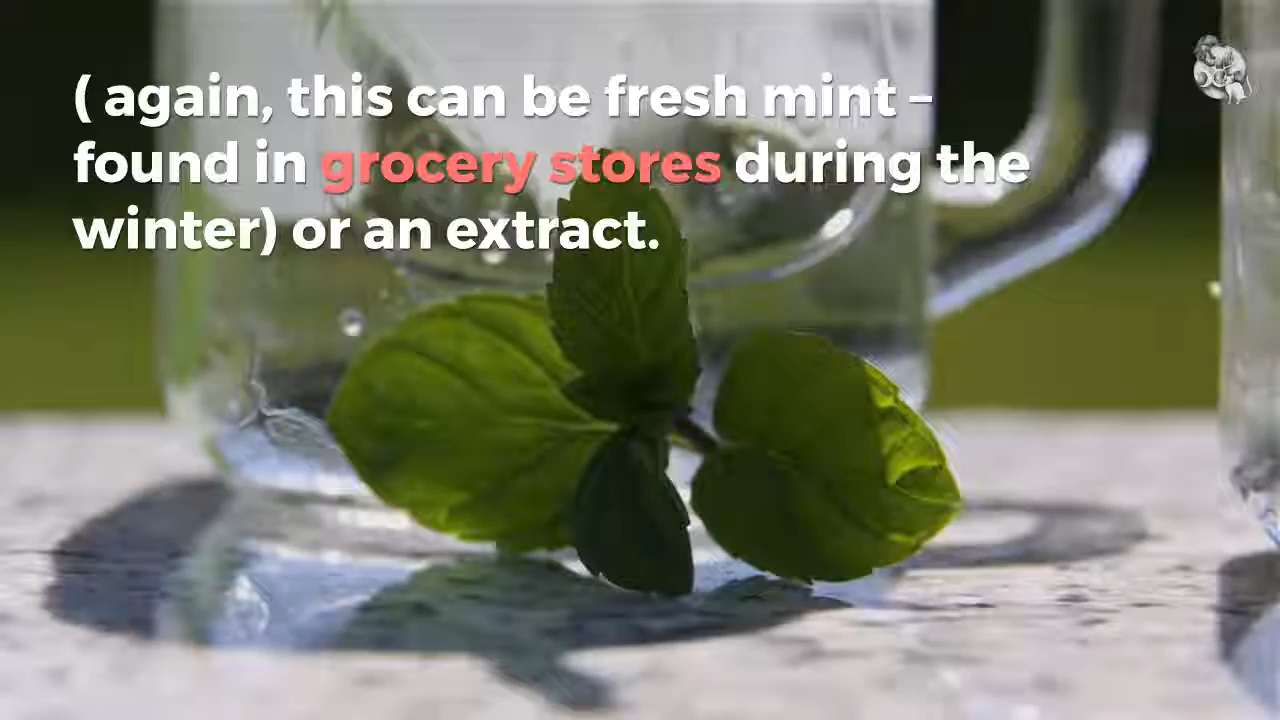 ( again, this can be fresh mint –
found in grocery stores during the
winter) or an extract.